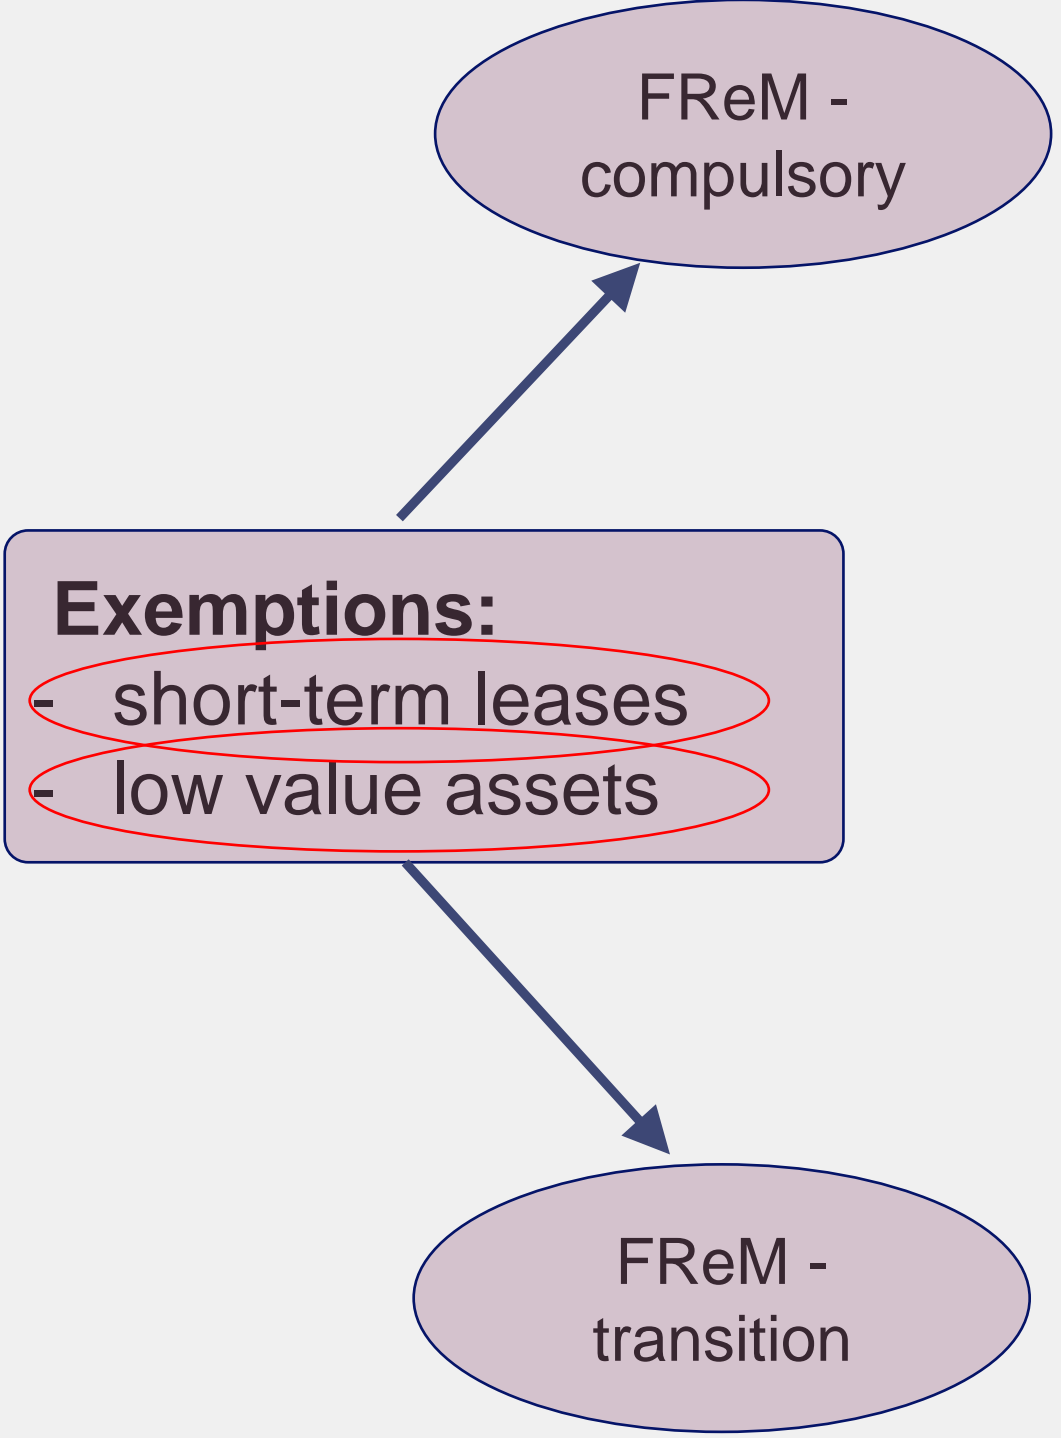 FReM -
compulsory
Exemptions:
- short-term leases
- low value assets
FReM -
transition